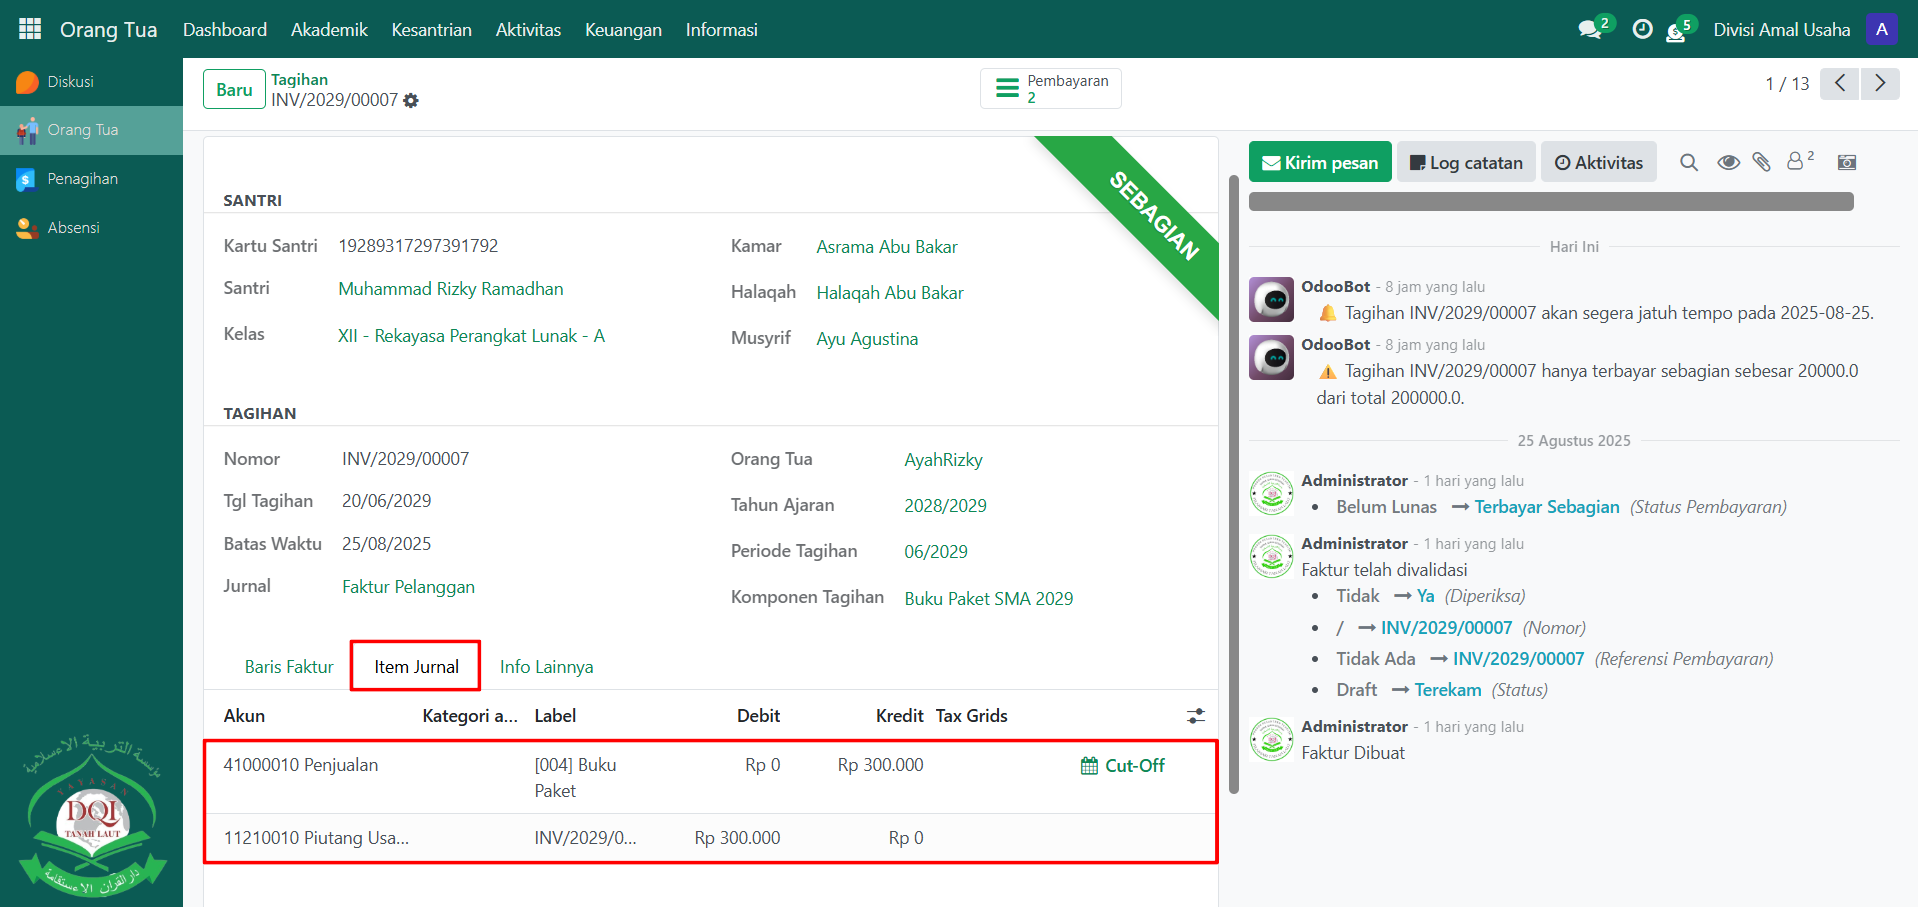 Orang Tua Dashboard Akademik Kesantrian Aktivitas Keuangan Informasi 2 5 Divisi Amal Usaha A
Diskusi
Orang Tua
Penagihan
Absensi
Baru
Tagihan
INV/2029/00007
Pembayaran
2
1 / 13
SEBAGIAN
SANTRI
Kartu Santri 19289317297391792
Santri Muhammad Rizky Ramadhan
Kelas XII - Rekayasa Perangkat Lunak - A
Kamar Asrama Abu Bakar
Halaqah Halaqah Abu Bakar
Musyrif Ayu Agustina
TAGIHAN
Nomor INV/2029/00007
Tgl Tagihan 20/06/2029
Batas Waktu 25/08/2025
Jurnal Faktur Pelanggan
Orang Tua AyahRizky
Tahun Ajaran 2028/2029
Periode Tagihan 06/2029
Komponen Tagihan Buku Paket SMA 2029
Baris Faktur Item Jurnal Info Lainnya
Akun Kategori a... Label Debit Kredit Tax Grids
41000010 Penjualan [004] Buku Paket Rp 0 Rp 300.000 Cut-Off
11210010 Piutang Usa... INV/2029/0... Rp 300.000 Rp 0
Kirim pesan Log catatan Aktivitas 2
Hari Ini
OdooBot - 8 jam yang lalu
Tagihan INV/2029/00007 akan segera jatuh tempo pada 2025-08-25.
OdooBot - 8 jam yang lalu
Tagihan INV/2029/00007 hanya terbayar sebagian sebesar 20000.0
dari total 200000.0.
25 Agustus 2025
Administrator - 1 hari yang lalu
• Belum Lunas → Terbayar Sebagian (Status Pembayaran)
Administrator - 1 hari yang lalu
Faktur telah divalidasi
• Tidak → Ya (Diperiksa)
• / → INV/2029/00007 (Nomor)
• Tidak Ada → INV/2029/00007 (Referensi Pembayaran)
• Draft → Terekam (Status)
Administrator - 1 hari yang lalu
Faktur Dibuat
مؤسسة التربية الاسلامية
YAYASAN
DQI
TANAH LAUT
دار القرآن الاستقامة